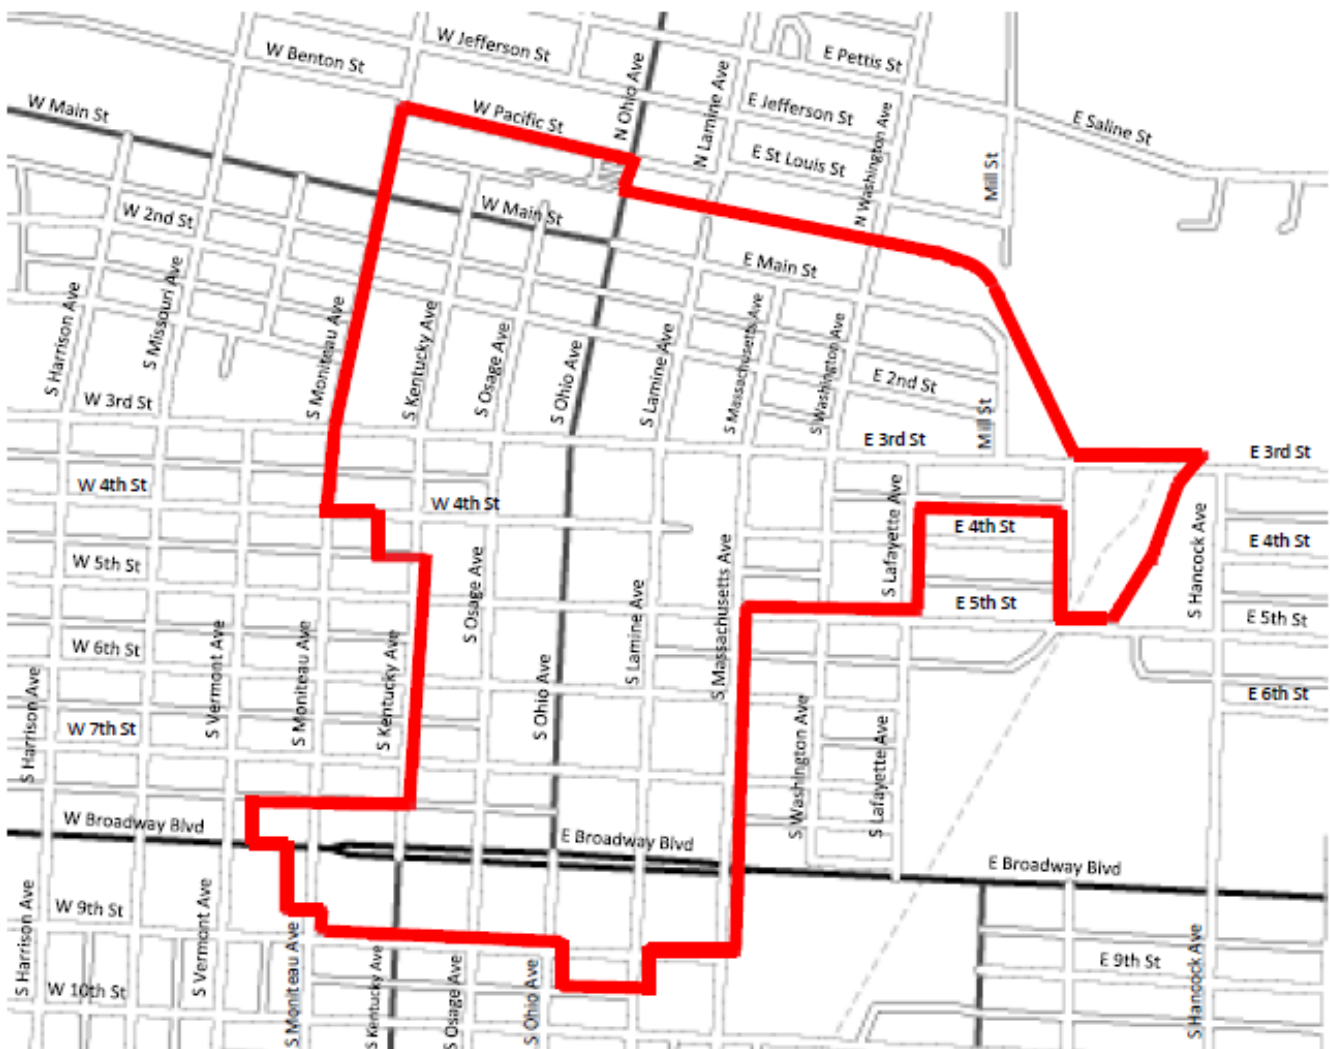 W Jefferson St
W Benton St
E Pettis St
N Ohio Ave
N Lamine Ave
W Main St
W Pacific St
E Jefferson St
N Washington Ave
E Saline St
E St Louis St
Mill St
W 2nd St
W Main St
E Main St
S Harrison Ave
S Missouri Ave
S Moniteau Ave
S Kentucky Ave
S Osage Ave
S Ohio Ave
S Lamine Ave
S Massachusetts Ave
S Washington Ave
E 2nd St
Mill St
W 3rd St
E 3rd St
E 3rd St
W 4th St
W 4th St
S Lafayette Ave
E 4th St
S Hancock Ave
E 4th St
W 5th St
S Osage Ave
S Lamine Ave
S Massachusetts Ave
E 5th St
E 5th St
W 6th St
S Vermont Ave
S Moniteau Ave
S Kentucky Ave
S Ohio Ave
E 6th St
S Harrison Ave
W 7th St
S Washington Ave
S Lafayette Ave
W Broadway Blvd
E Broadway Blvd
E Broadway Blvd
S Harrison Ave
W 9th St
S Vermont Ave
S Moniteau Ave
S Kentucky Ave
S Osage Ave
S Ohio Ave
E 9th St
S Hancock Ave
W 10th St